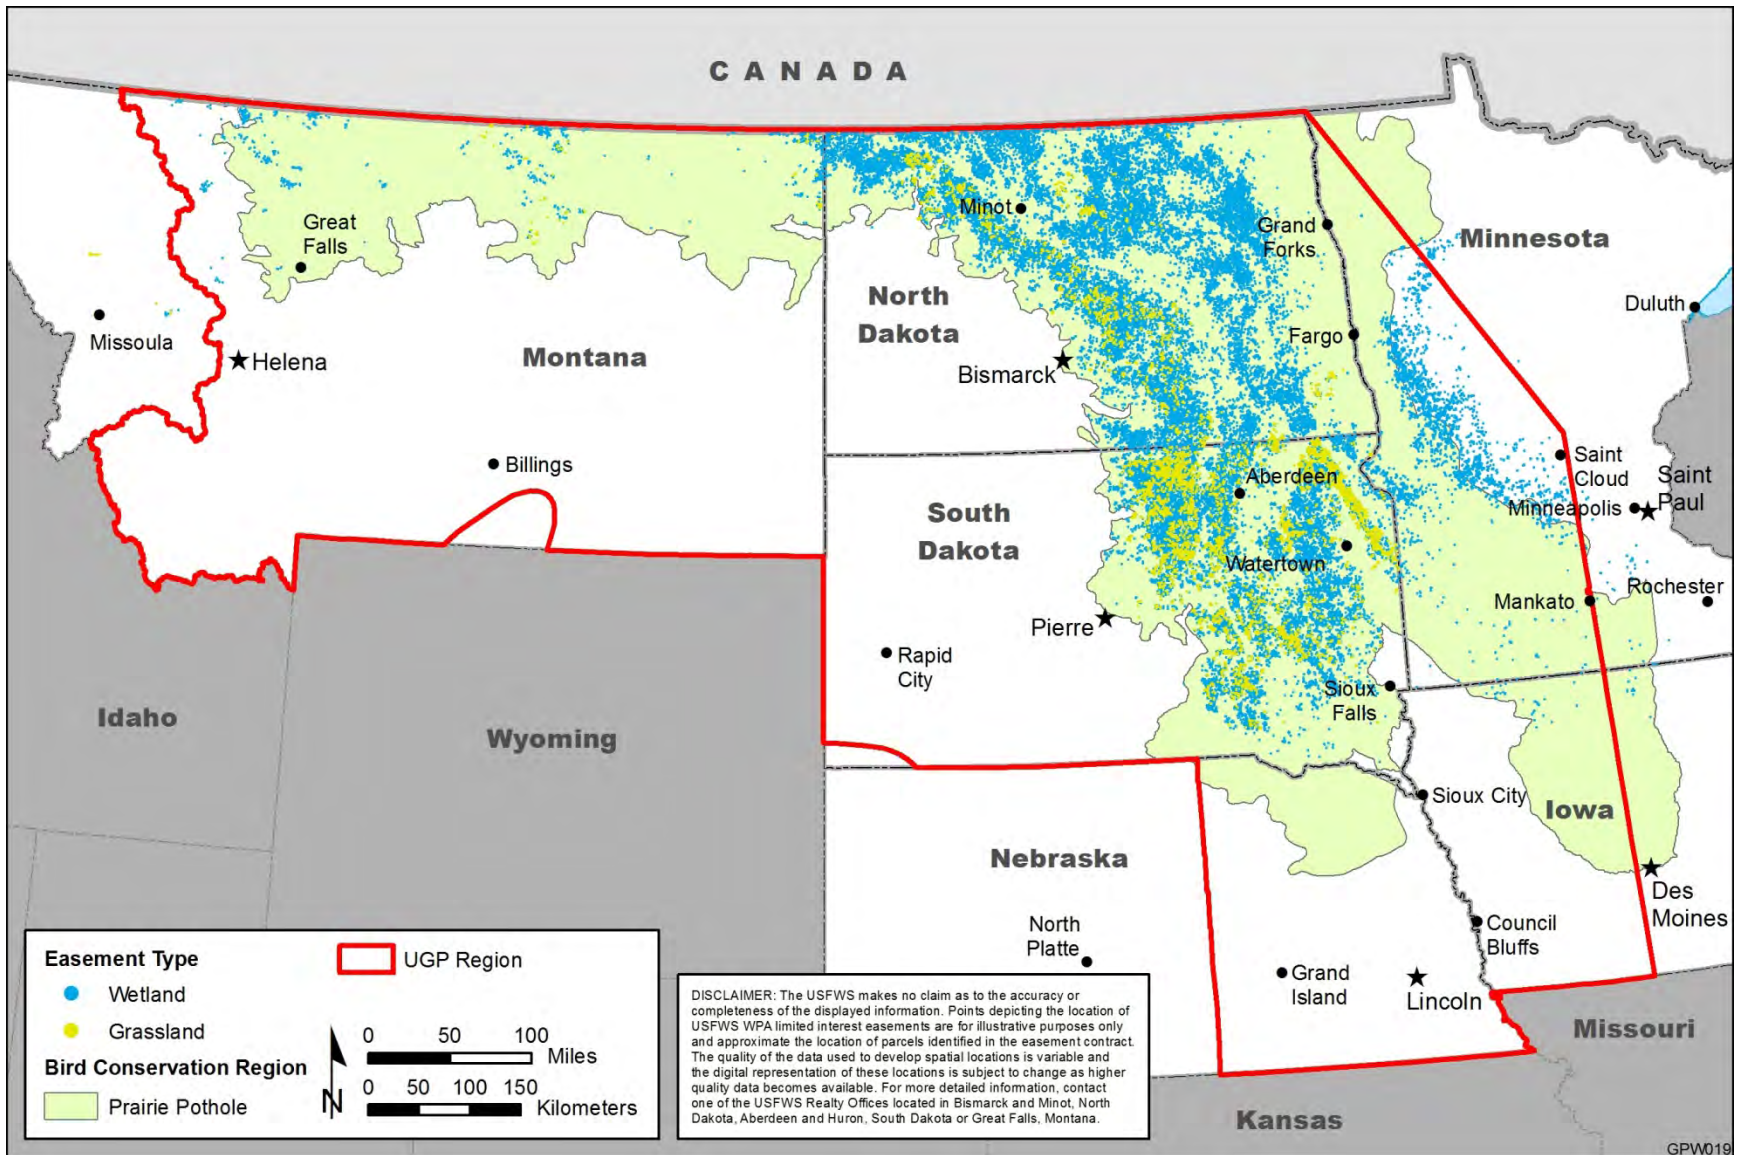 CANADA
Great
Falls
Missoula
Helena
Montana
Billings
Idaho
Wyoming
Minot
Grand
Forks
North
Dakota
Bismarck
Fargo
Minnesota
Duluth
Saint
Cloud
Saint
Paul
Minneapolis
Aberdeen
South
Dakota
Watertown
Rochester
Mankato
Pierre
Rapid
City
Sioux
Falls
Sioux City
Iowa
Nebraska
Des
Moines
North
Platte
Council
Bluffs
Grand
Island
Lincoln
Missouri
Kansas
Easement Type
Wetland
Grassland
Bird Conservation Region
Prairie Pothole
UGP Region
0 50 100
Miles
0 50 100 150
Kilometers
N
DISCLAIMER: The USFWS makes no claim as to the accuracy or
completeness of the displayed information. Points depicting the location of
USFWS WPA limited interest easements are for illustrative purposes only
and approximate the location of parcels identified in the easement contract.
The quality of the data used to develop spatial locations is variable and
the digital representation of these locations is subject to change as higher
quality data becomes available. For more detailed information, contact
one of the USFWS Realty Offices located in Bismarck and Minot, North
Dakota, Aberdeen and Huron, South Dakota or Great Falls, Montana.
GPW019